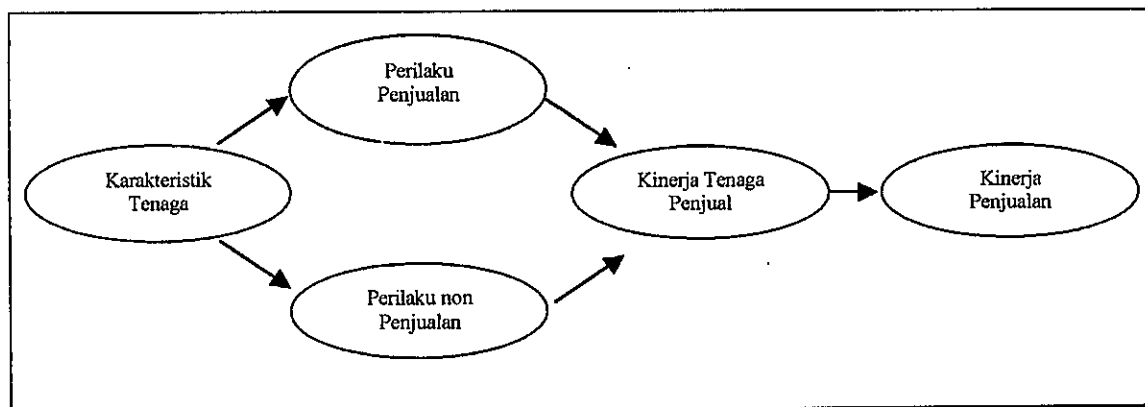 Perilaku
Penjualan
Karakteristik
Tenaga
Kinerja Tenaga
Penjual
Kinerja
Penjualan
Perilaku non
Penjualan